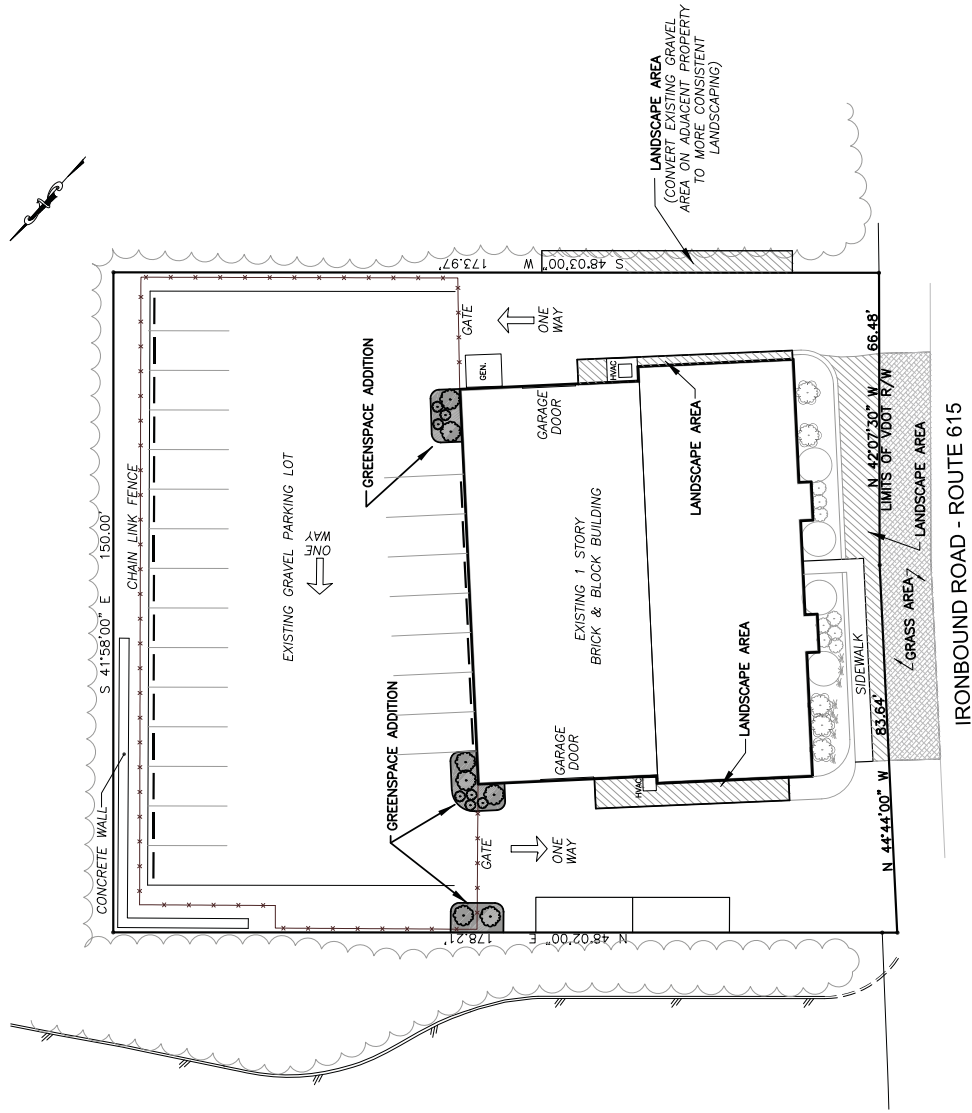 LANDSCAPE AREA
(CONVERT EXISTING GRAVEL
AREA ON ADJACENT PROPERTY
TO MORE CONSISTENT
LANDSCAPING)
S 41°58'00" E 150.00'
CHAIN LINK FENCE
CONCRETE WALL
S 48°03'00" W 173.97'
GATE
ONE
WAY
GREENSPACE ADDITION
GEN.
EXISTING GRAVEL PARKING LOT
ONE
WAY
HVAC
GARAGE
DOOR
LANDSCAPE AREA
EXISTING 1 STORY
BRICK & BLOCK BUILDING
GREENSPACE ADDITION
GARAGE
DOOR
HVAC
LANDSCAPE AREA
GATE
ONE
WAY
N 48°02'00" E 178.21'
SIDEWALK
N 42°07'30" W 66.48'
LIMITS OF VDOT R/W
LANDSCAPE AREA
GRASS AREA
N 44°44'00" W 83.64'
IRONBOUND ROAD - ROUTE 615